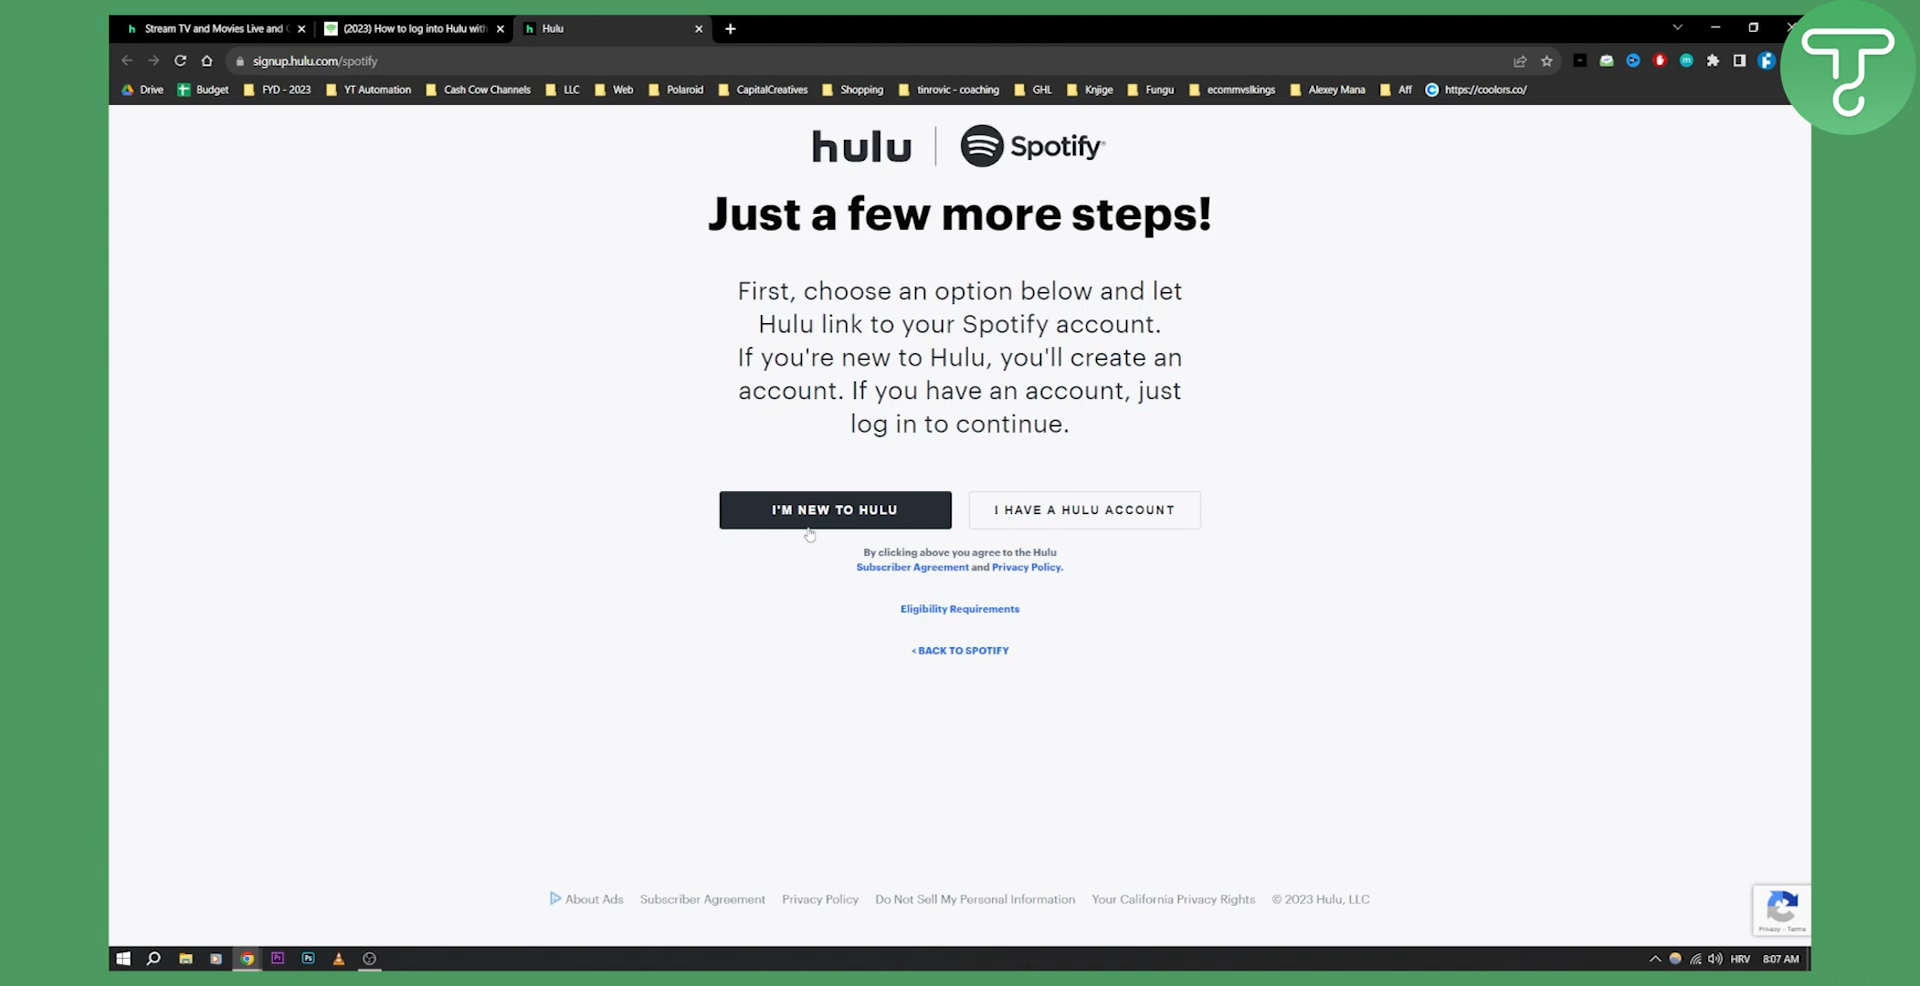 Stream TV and Movies Live and
(2023) How to log into Hulu with
Hulu
signup.hulu.com/spotify
Drive
Budget
FYD - 2023
YT Automation
Cash Cow Channels
LLC
Web
Polaroid
CapitalCreatives
Shopping
tinrovic - coaching
GHL
Knjige
Fungu
ecommvslkings
Alexey Mana
Aff
https://coolors.co/
hulu
Spotify
Just a few more steps!
First, choose an option below and let
Hulu link to your Spotify account.
If you're new to Hulu, you'll create an
account. If you have an account, just
log in to continue.
I'M NEW TO HULU
I HAVE A HULU ACCOUNT
By clicking above you agree to the Hulu
Subscriber Agreement and Privacy Policy.
Eligibility Requirements
< BACK TO SPOTIFY
About Ads
Subscriber Agreement
Privacy Policy
Do Not Sell My Personal Information
Your California Privacy Rights
© 2023 Hulu, LLC
Privacy - Terms
Pr
Ps
HRV
8:07 AM